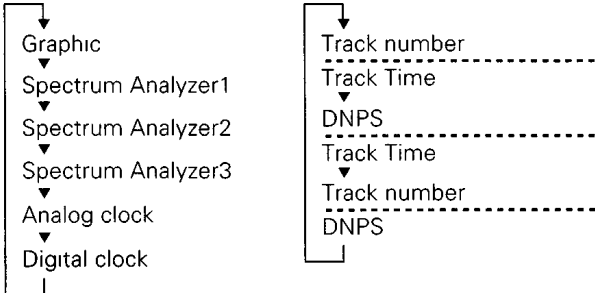 Graphic
Spectrum Analyzer1
Spectrum Analyzer2
Spectrum Analyzer3
Analog clock
Digital clock
Track number
Track Time
DNPS
Track Time
Track number
DNPS